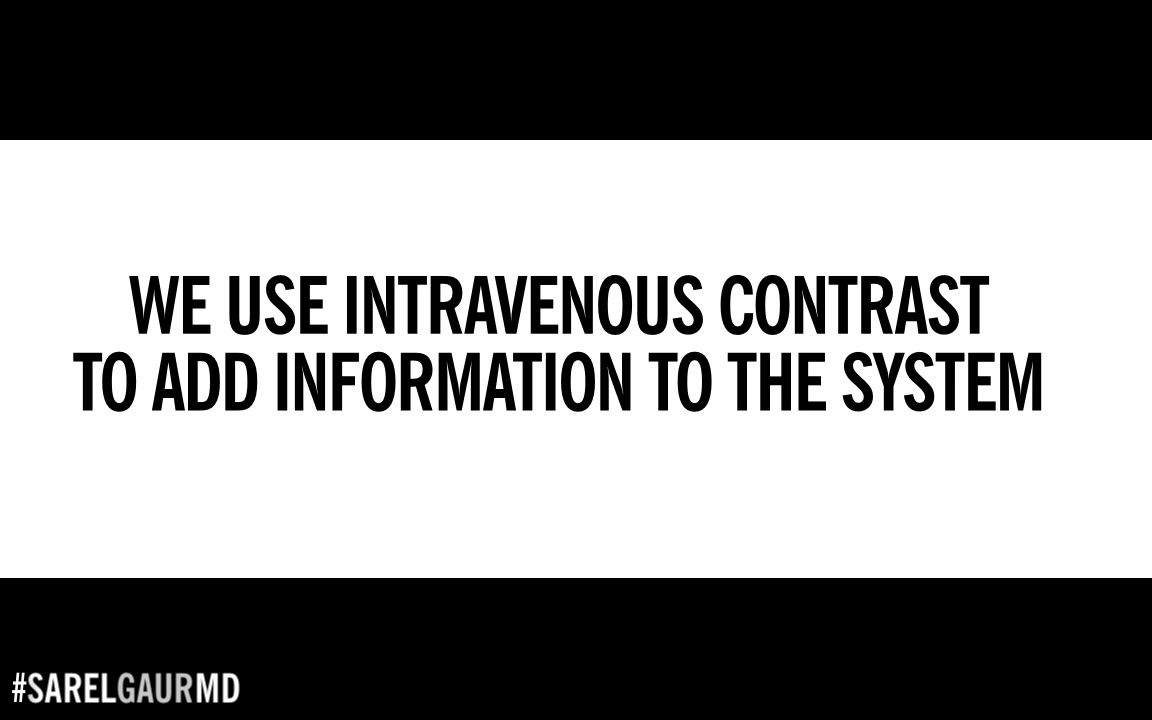 WE USE INTRAVENOUS CONTRAST
TO ADD INFORMATION TO THE SYSTEM
#SARELGAURMD